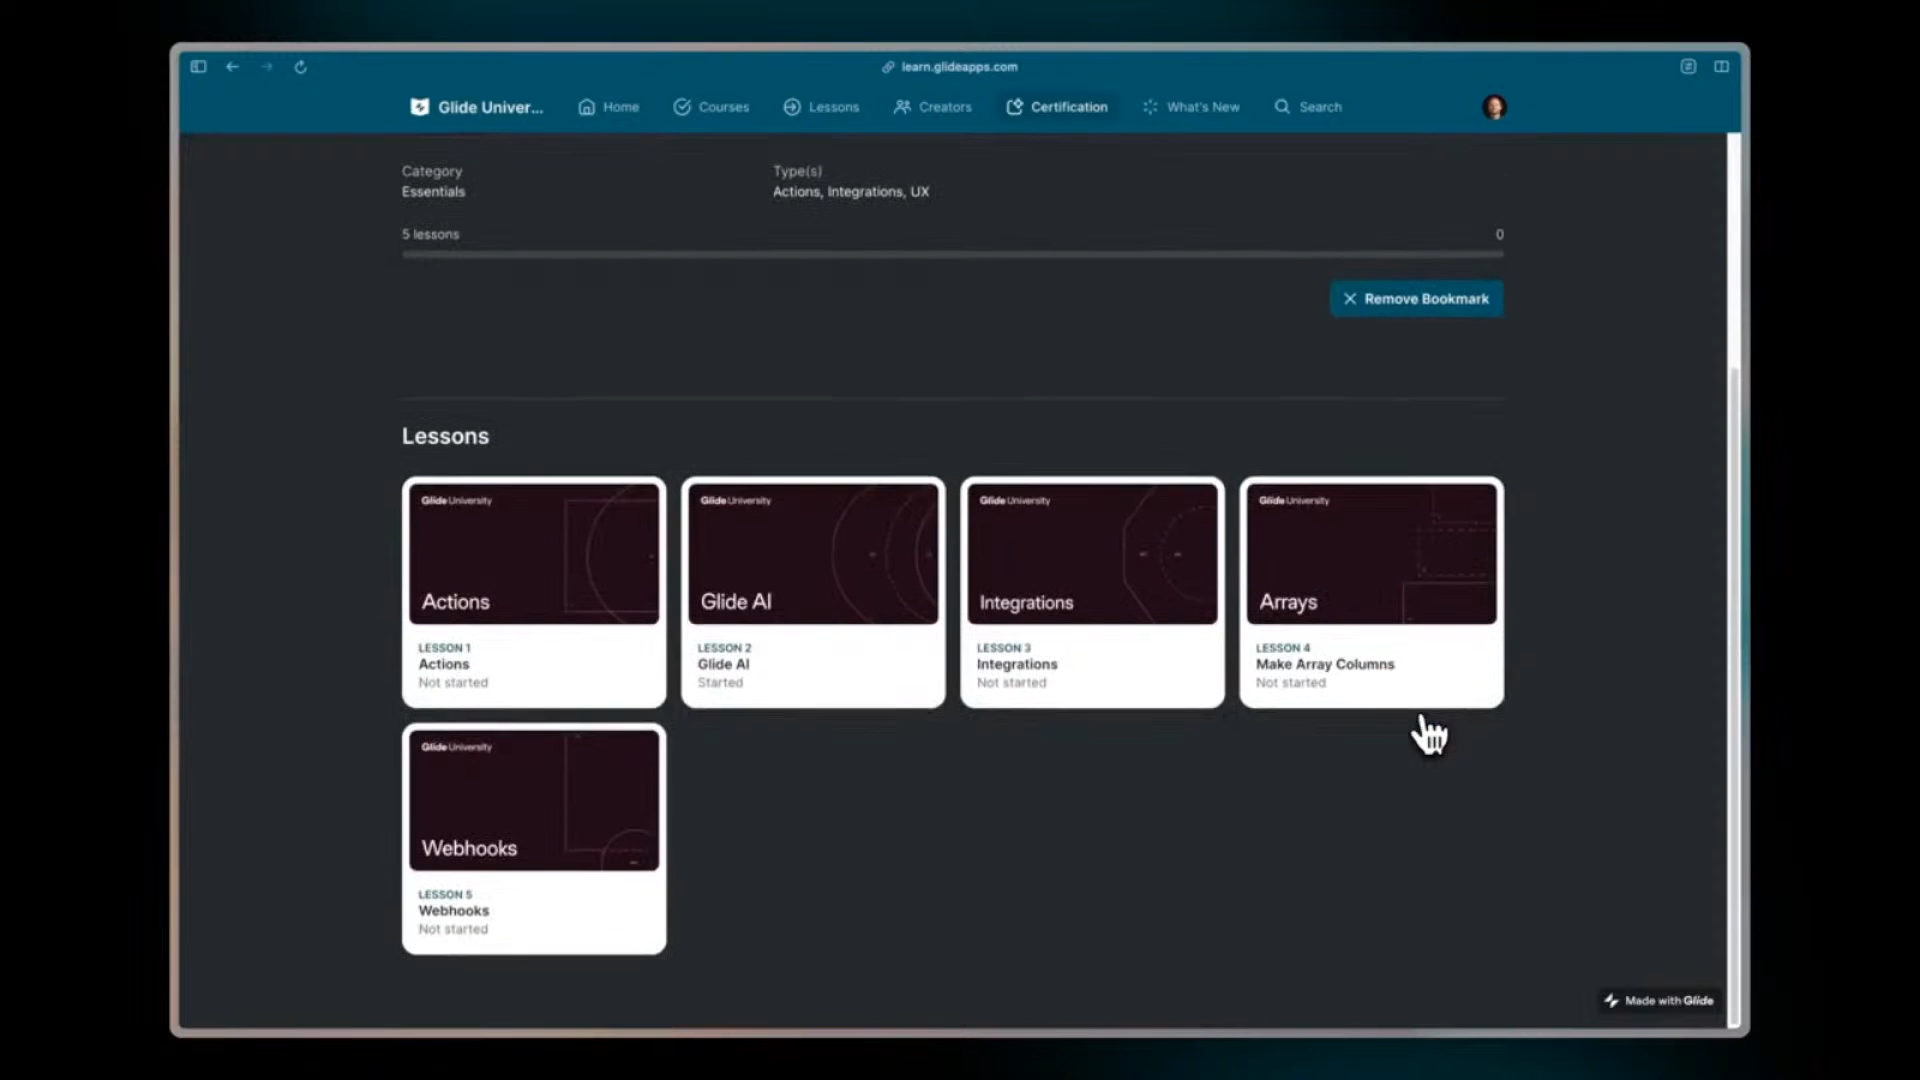 learn.glideapps.com
Glide Univer...
Home
Courses
Lessons
Creators
Certification
What's New
Search
Category
Essentials
Type(s)
Actions, Integrations, UX
5 lessons
0
Remove Bookmark
Lessons
Glide University
Actions
LESSON 1
Actions
Not started
Glide University
Glide AI
LESSON 2
Glide AI
Started
Glide University
Integrations
LESSON 3
Integrations
Not started
Glide University
Arrays
LESSON 4
Make Array Columns
Not started
Glide University
Webhooks
LESSON 5
Webhooks
Not started
Made with Glide